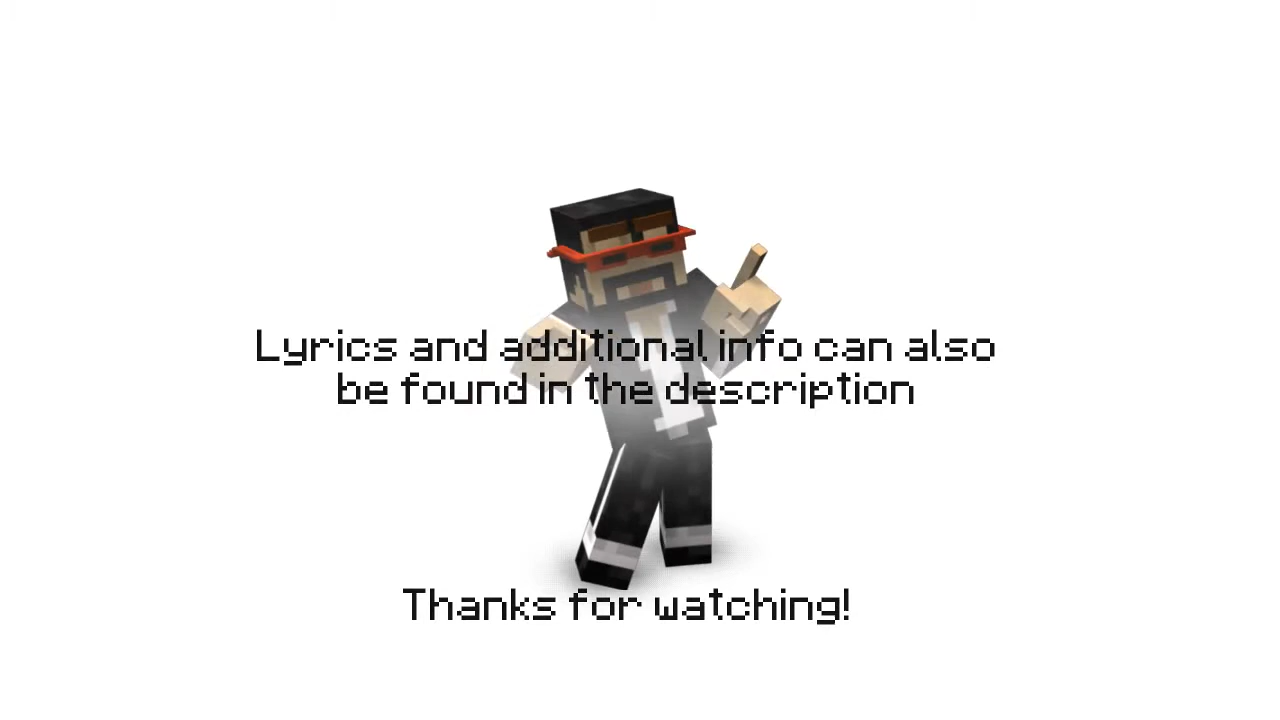 Lyrics and additional info can also
be found in the description
Thanks for watching!